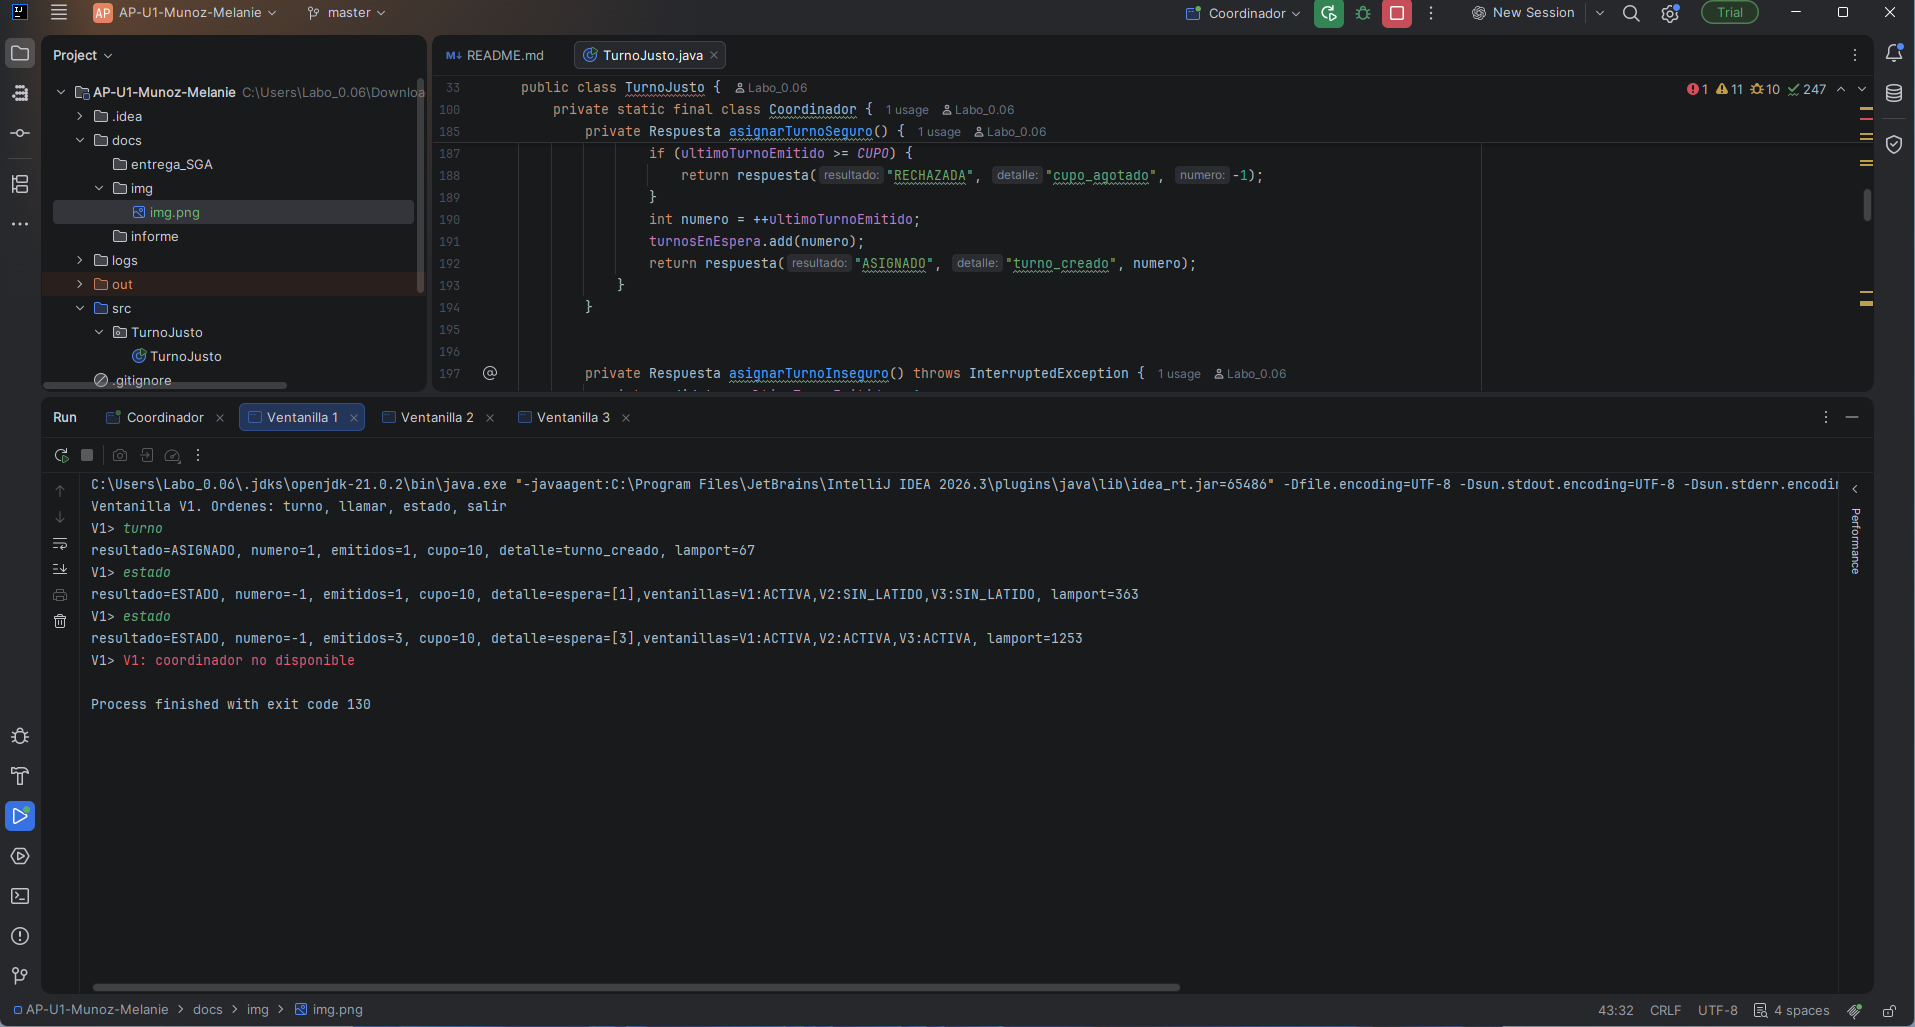 AP AP-U1-Munoz-Melanie master Coordinador New Session Trial
Project
README.md TurnoJusto.java
AP-U1-Munoz-Melanie C:\Users\Labo_0.06\Downloa
.idea
docs
entrega_SGA
img
img.png
informe
logs
out
src
TurnoJusto
TurnoJusto
.gitignore
1 11 10 247
33 public class TurnoJusto { Labo_0.06
100 private static final class Coordinador { 1 usage Labo_0.06
185 private Respuesta asignarTurnoSeguro() { 1 usage Labo_0.06
187 if (ultimoTurnoEmitido >= CUPO) {
188 return respuesta( resultado: "RECHAZADA", detalle: "cupo_agotado", numero: -1);
189 }
190 int numero = ++ultimoTurnoEmitido;
191 turnosEnEspera.add(numero);
192 return respuesta( resultado: "ASIGNADO", detalle: "turno_creado", numero);
193 }
194 }
195
196
197 @ private Respuesta asignarTurnoInseguro() throws InterruptedException { 1 usage Labo_0.06
Run Coordinador Ventanilla 1 Ventanilla 2 Ventanilla 3
C:\Users\Labo_0.06\.jdks\openjdk-21.0.2\bin\java.exe "-javaagent:C:\Program Files\JetBrains\IntelliJ IDEA 2026.3\plugins\java\lib\idea_rt.jar=65486" -Dfile.encoding=UTF-8 -Dsun.stdout.encoding=UTF-8 -Dsun.stderr.encodin
Ventanilla V1. Ordenes: turno, llamar, estado, salir
V1> turno
resultado=ASIGNADO, numero=1, emitidos=1, cupo=10, detalle=turno_creado, lamport=67
V1> estado
resultado=ESTADO, numero=-1, emitidos=1, cupo=10, detalle=espera=[1],ventanillas=V1:ACTIVA,V2:SIN_LATIDO,V3:SIN_LATIDO, lamport=363
V1> estado
resultado=ESTADO, numero=-1, emitidos=3, cupo=10, detalle=espera=[3],ventanillas=V1:ACTIVA,V2:ACTIVA,V3:ACTIVA, lamport=1253
V1> V1: coordinador no disponible
Process finished with exit code 130
Performance
AP-U1-Munoz-Melanie > docs > img > img.png 43:32 CRLF UTF-8 4 spaces